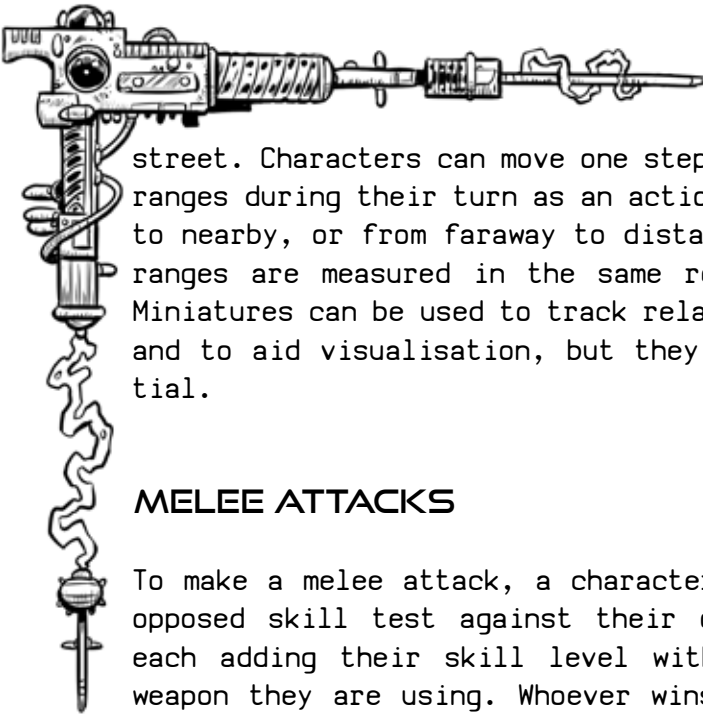 street. Characters can move one step
ranges during their turn as an actio
to nearby, or from faraway to dista
ranges are measured in the same r
Miniatures can be used to track rela
and to aid visualisation, but they
tial.
MELEE ATTACKS
To make a melee attack, a characte
opposed skill test against their
each adding their skill level wit
weapon they are using. Whoever wins